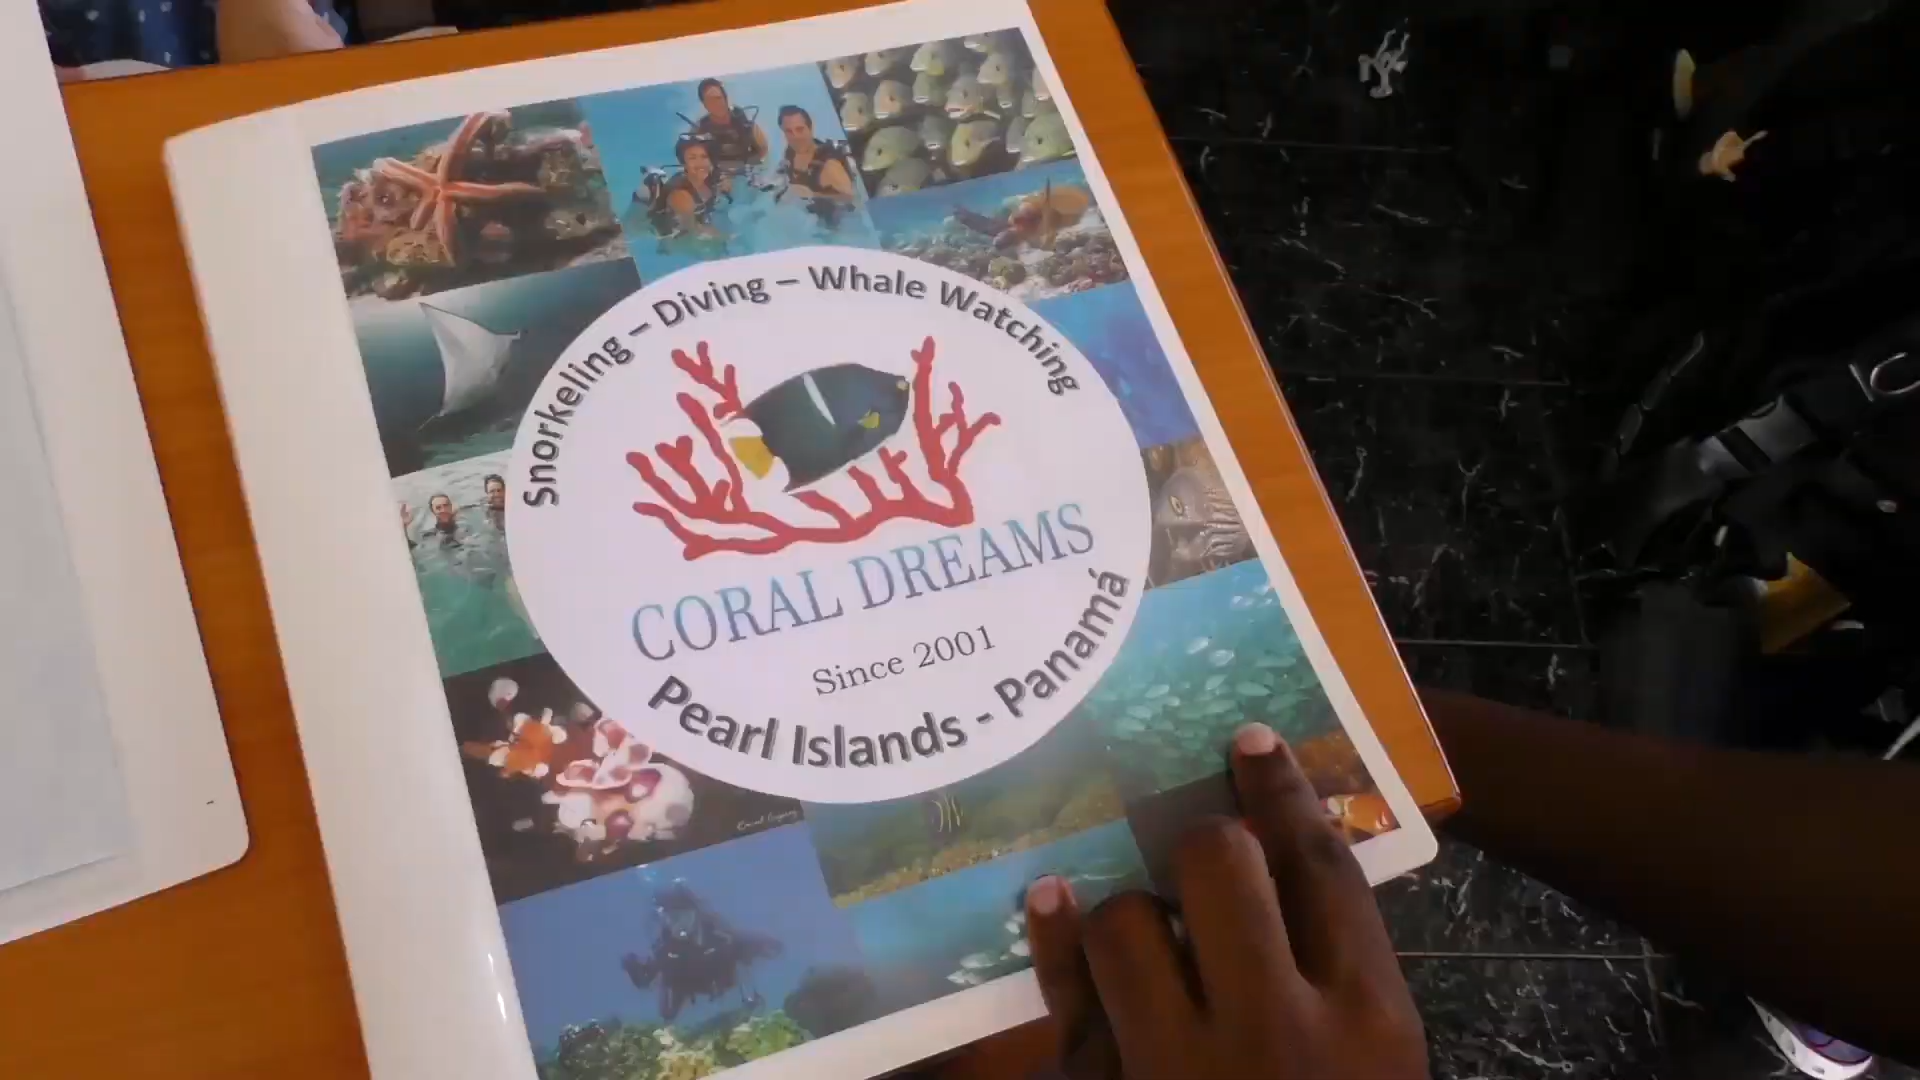 Snorkeling – Diving – Whale Watching
CORAL DREAMS
Since 2001
Pearl Islands - Panamá